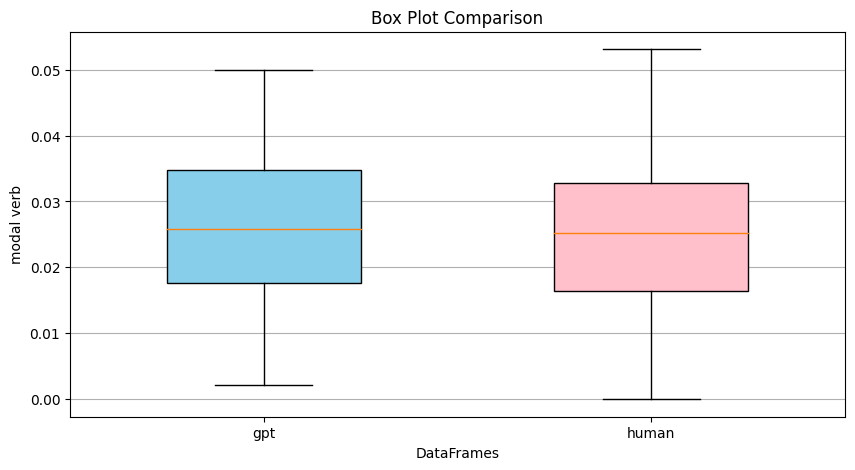 Box Plot Comparison
modal verb
0.05
0.04
0.03
0.02
0.01
0.00
gpt
human
DataFrames